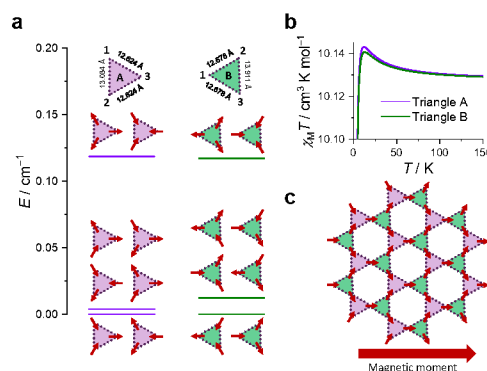 a
0.20
0.15
0.10
0.05
0.00
E / cm⁻¹
1
2
3
A
13.084 Å
12.624 Å
12.624 Å
1
2
3
B
12.678 Å
12.678 Å
13.911 Å
b
10.14
10.12
10.10
χMT / cm³ K mol⁻¹
Triangle A
Triangle B
0 50 100 150
T / K
c
Magnetic moment